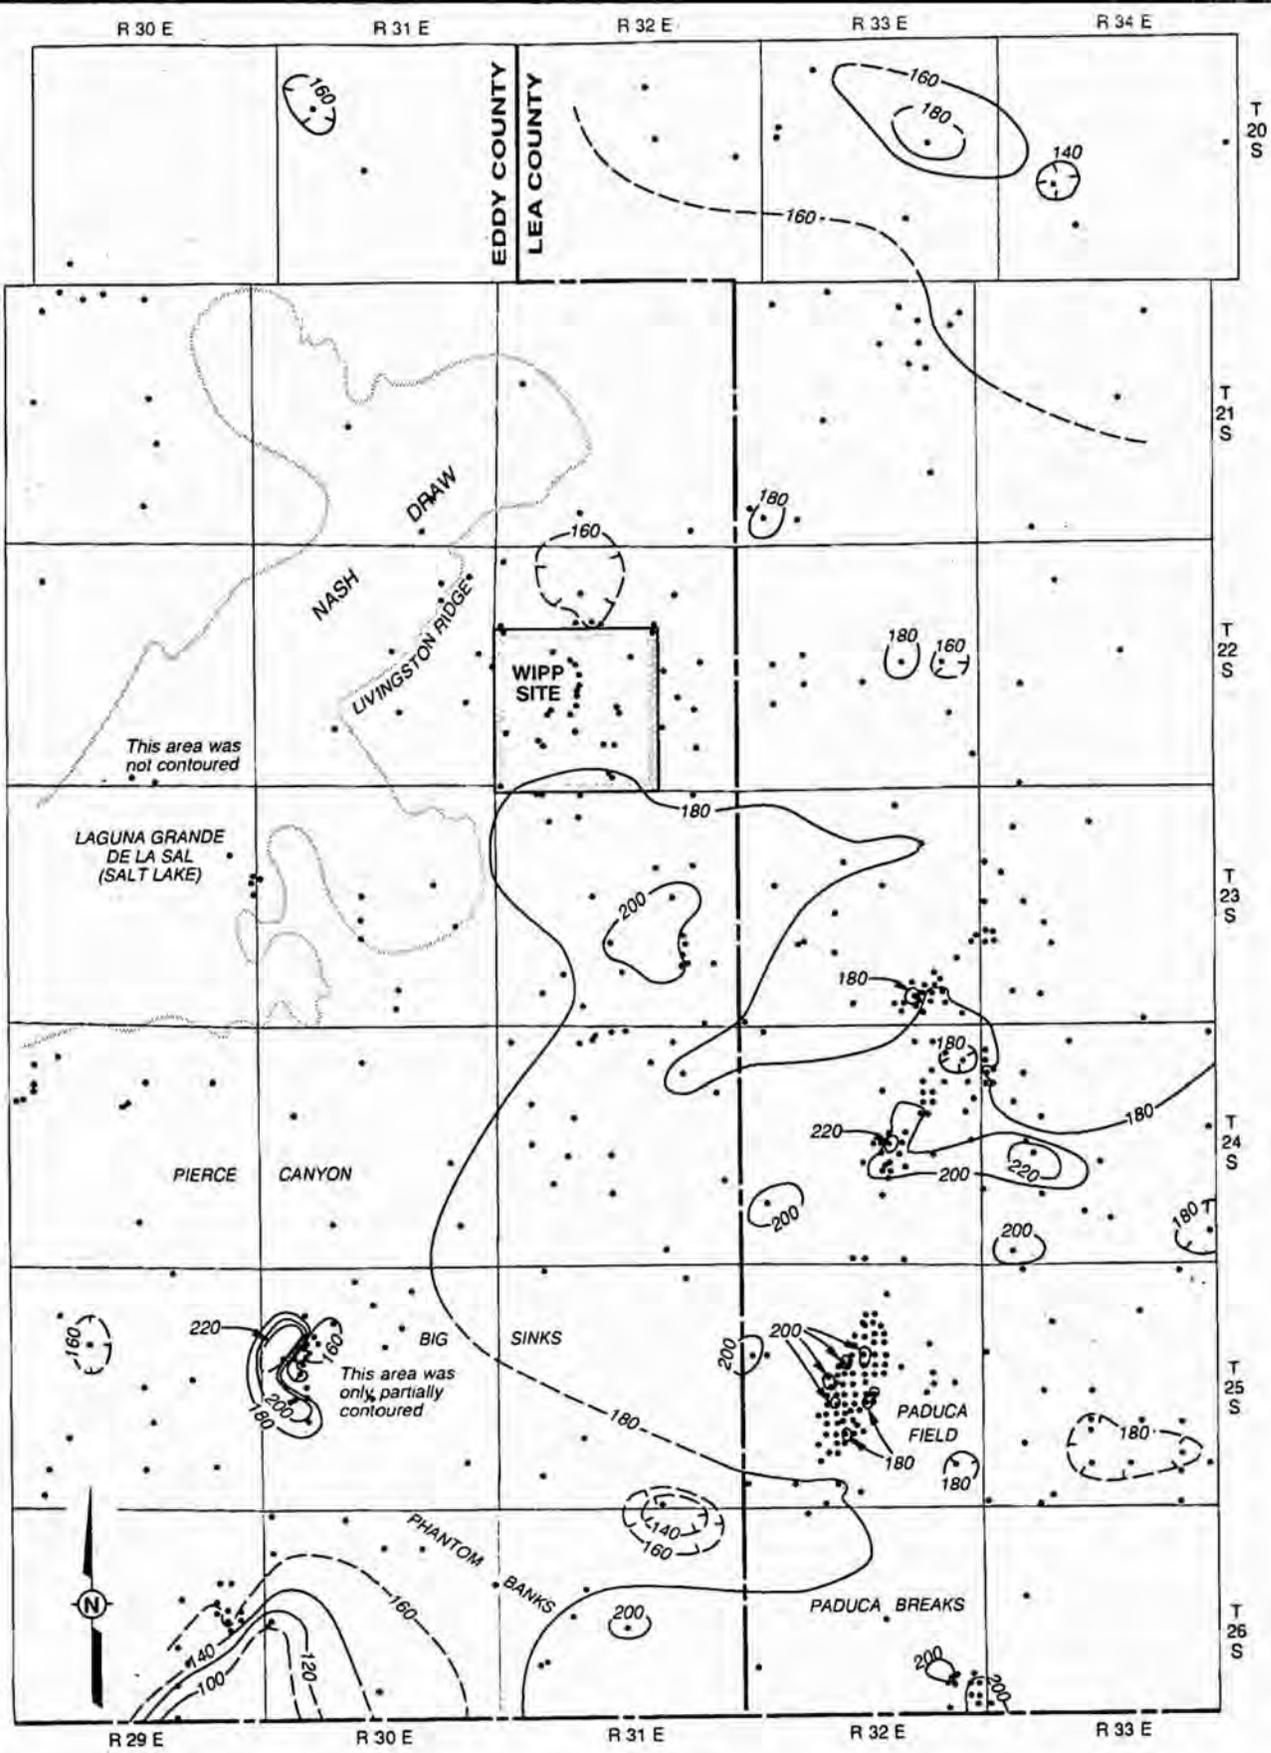 R 30 E
R 31 E
R 32 E
R 33 E
R 34 E
EDDY COUNTY
LEA COUNTY
160
160
180
140
160
T
20
S
T
21
S
NASH
DRAW
LIVINGSTON RIDGE
180
160
WIPP
SITE
180
160
T
22
S
This area was
not contoured
LAGUNA GRANDE
DE LA SAL
(SALT LAKE)
180
200
180
T
23
S
180
220
180
200
220
200
200
180
T
24
S
PIERCE
CANYON
220
160
160
This area was
only partially
contoured
200
180
BIG
SINKS
180
200
200
PADUCA
FIELD
180
180
180
T
25
S
PHANTOM
BANKS
140
160
160
200
PADUCA BREAKS
N
140
100
120
200
200
T
26
S
R 29 E
R 30 E
R 31 E
R 32 E
R 33 E